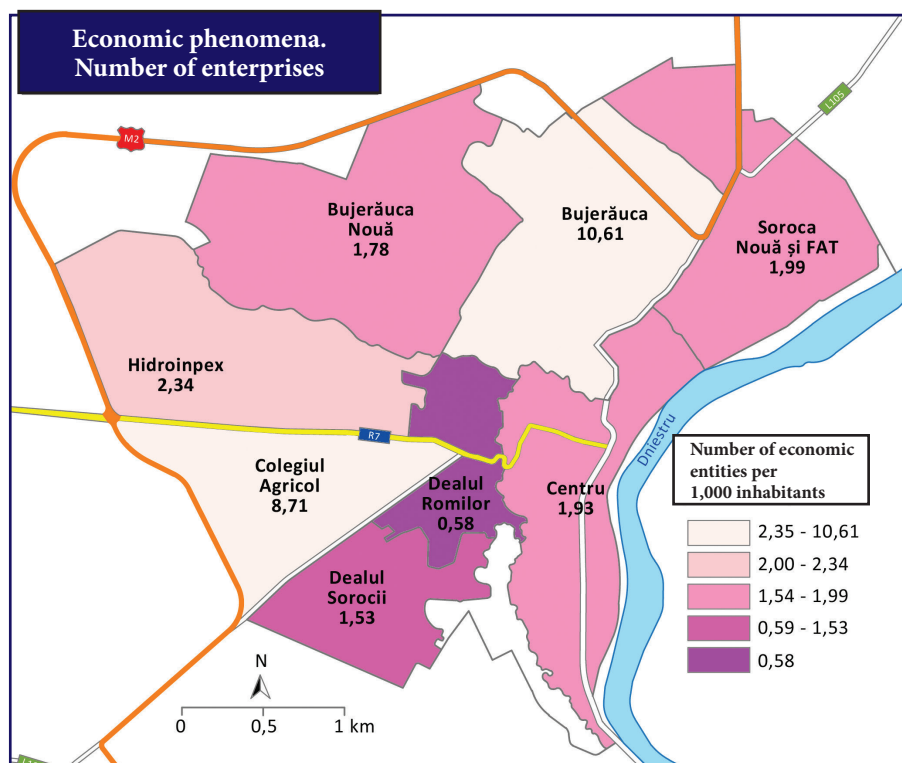 Economic phenomena.
Number of enterprises
M2
L105
Bujerăuca
Nouă
1,78
Bujerăuca
10,61
Soroca
Nouă și FAT
1,99
Hidroinpex
2,34
R7
Colegiul
Agricol
8,71
Dealul
Romilor
0,58
Centru
1,93
Dealul
Sorocii
1,53
Dniestru
Number of economic
entities per
1,000 inhabitants
2,35 - 10,61
2,00 - 2,34
1,54 - 1,99
0,59 - 1,53
0,58
N
0 0,5 1 km